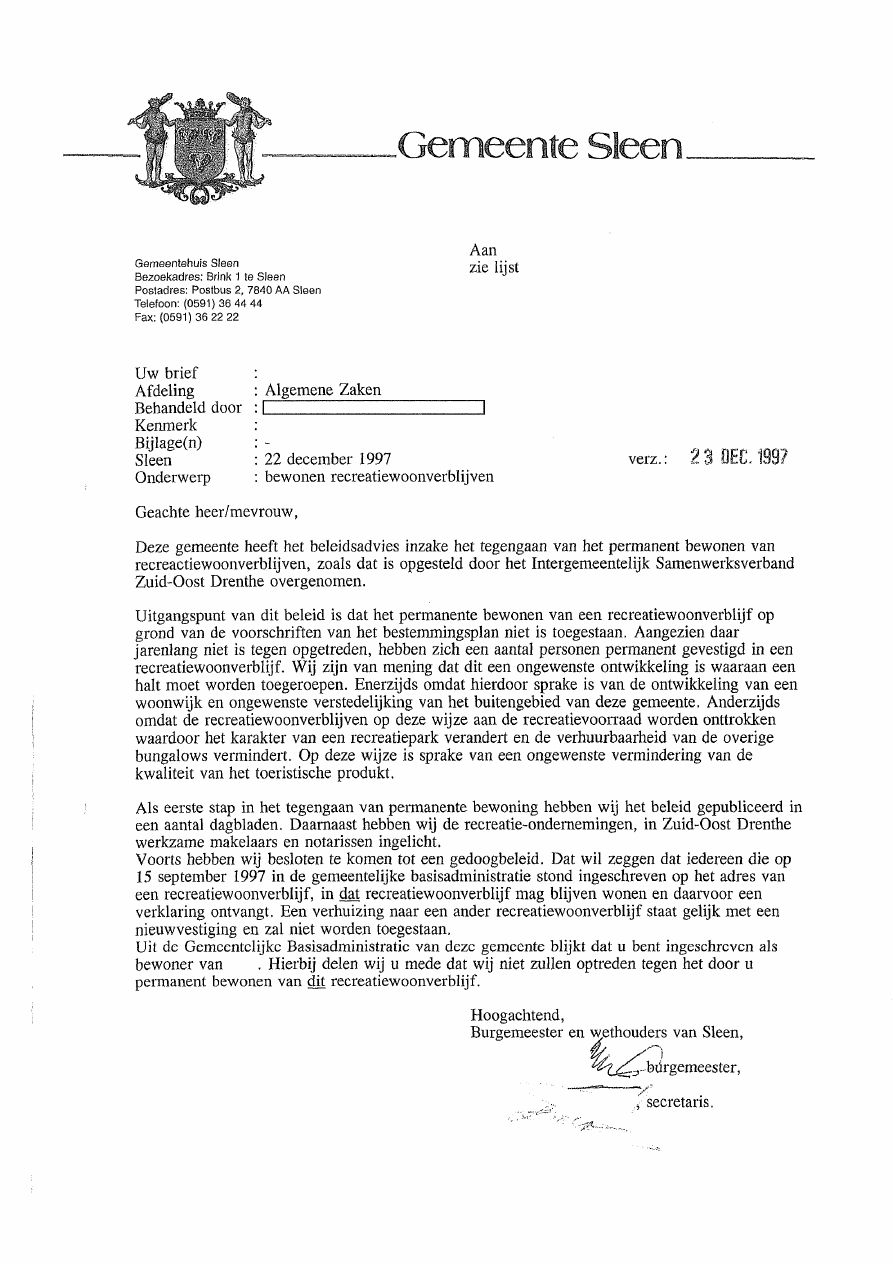 Gemeente Sleen
Gemeentehuis Sleen
Bezoekadres: Brink 1 te Sleen
Postadres: Postbus 2, 7840 AA Sleen
Telefoon: (0591) 36 44 44
Fax: (0591) 36 22 22
Aan
zie lijst
Uw brief :
Afdeling : Algemene Zaken
Behandeld door :
Kenmerk :
Bijlage(n) : -
Sleen : 22 december 1997 verz.: 23 DEC. 1997
Onderwerp : bewonen recreatiewoonverblijven
Geachte heer/mevrouw,
Deze gemeente heeft het beleidsadvies inzake het tegengaan van het permanent bewonen van
recreactiewoonverblijven, zoals dat is opgesteld door het Intergemeentelijk Samenwerksverband
Zuid-Oost Drenthe overgenomen.
Uitgangspunt van dit beleid is dat het permanente bewonen van een recreatiewoonverblijf op
grond van de voorschriften van het bestemmingsplan niet is toegestaan. Aangezien daar
jarenlang niet is tegen opgetreden, hebben zich een aantal personen permanent gevestigd in een
recreatiewoonverblijf. Wij zijn van mening dat dit een ongewenste ontwikkeling is waaraan een
halt moet worden toegeroepen. Enerzijds omdat hierdoor sprake is van de ontwikkeling van een
woonwijk en ongewenste verstedelijking van het buitengebied van deze gemeente. Anderzijds
omdat de recreatiewoonverblijven op deze wijze aan de recreatievoorraad worden onttrokken
waardoor het karakter van een recreatiepark verandert en de verhuurbaarheid van de overige
bungalows vermindert. Op deze wijze is sprake van een ongewenste vermindering van de
kwaliteit van het toeristische produkt.
Als eerste stap in het tegengaan van permanente bewoning hebben wij het beleid gepubliceerd in
een aantal dagbladen. Daarnaast hebben wij de recreatie-ondernemingen, in Zuid-Oost Drenthe
werkzame makelaars en notarissen ingelicht.
Voorts hebben wij besloten te komen tot een gedoogbeleid. Dat wil zeggen dat iedereen die op
15 september 1997 in de gemeentelijke basisadministratie stond ingeschreven op het adres van
een recreatiewoonverblijf, in dat recreatiewoonverblijf mag blijven wonen en daarvoor een
verklaring ontvangt. Een verhuizing naar een ander recreatiewoonverblijf staat gelijk met een
nieuwvestiging en zal niet worden toegestaan.
Uit de Gemeentelijke Basisadministratie van deze gemeente blijkt dat u bent ingeschreven als
bewoner van . Hierbij delen wij u mede dat wij niet zullen optreden tegen het door u
permanent bewonen van dit recreatiewoonverblijf.
Hoogachtend,
Burgemeester en wethouders van Sleen,
, burgemeester,
, secretaris.